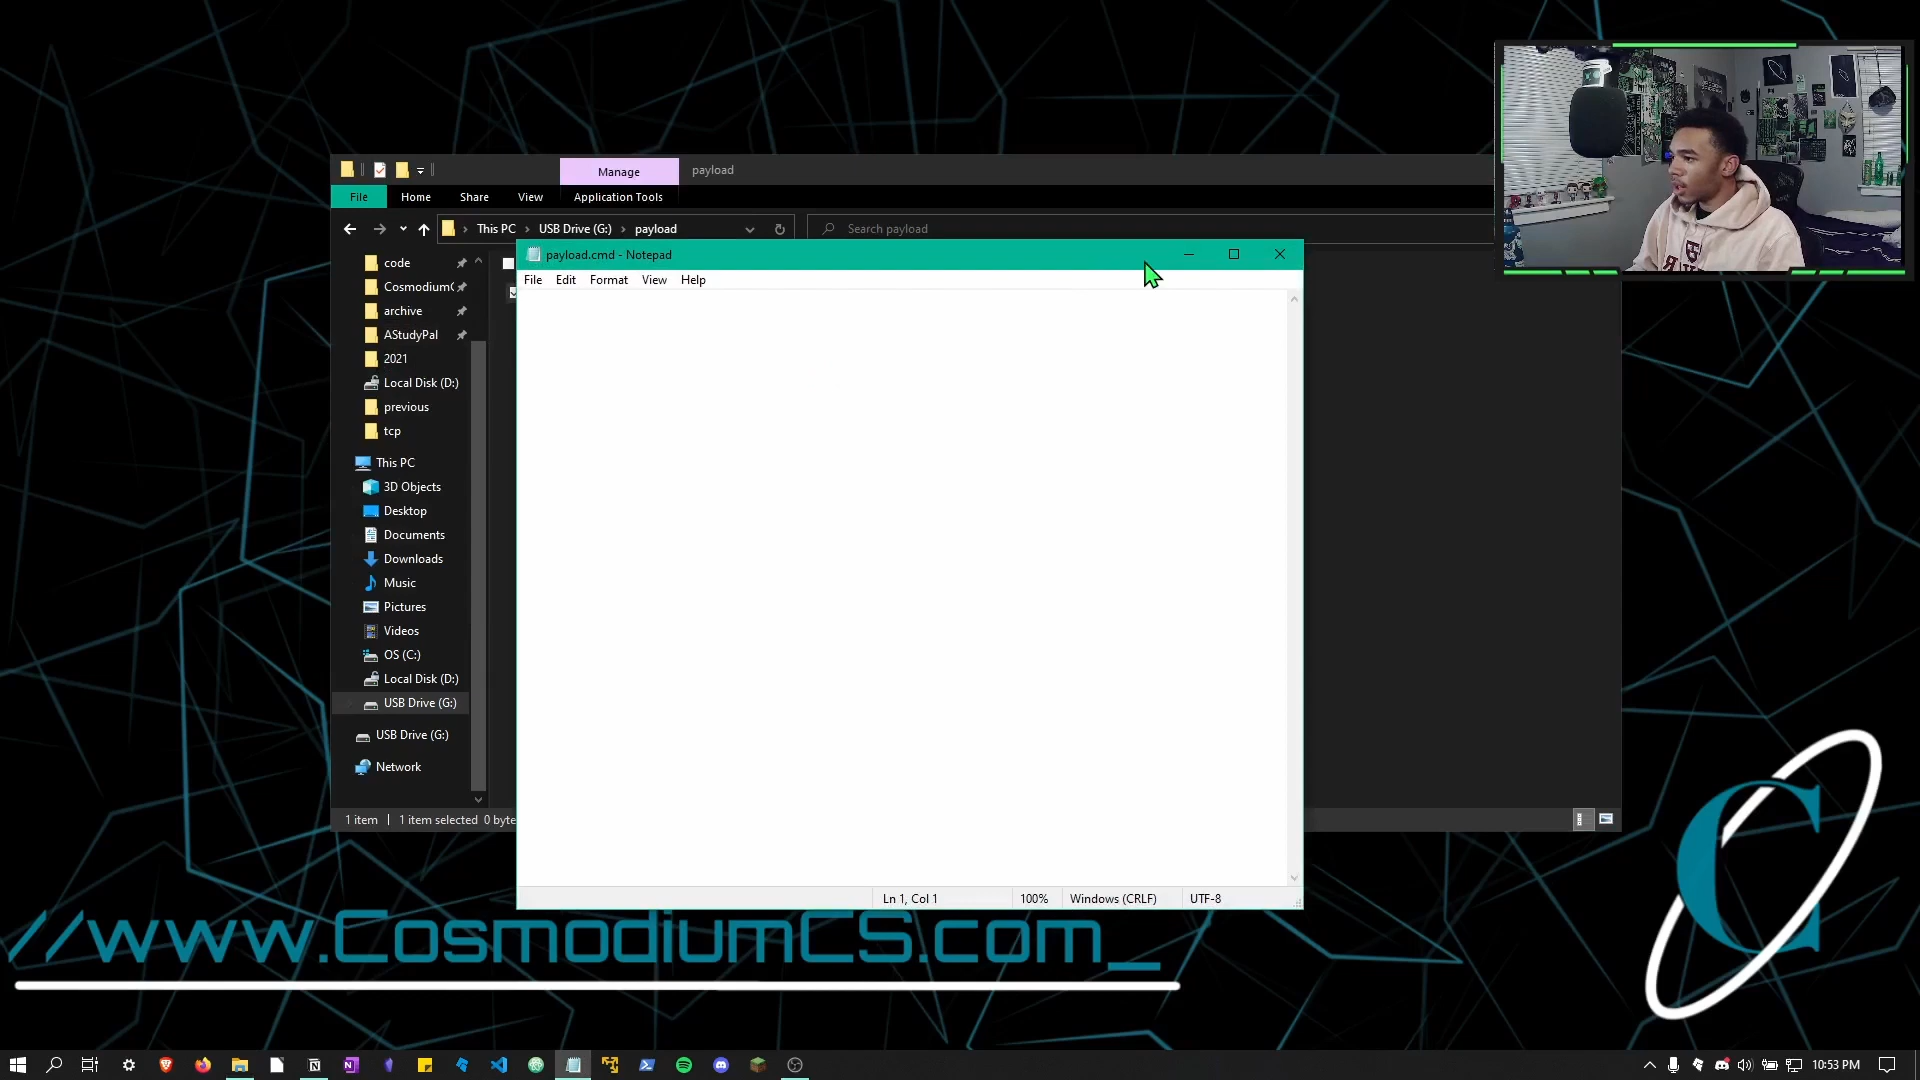 Manage
payload
File
Home
Share
View
Application Tools
This PC
USB Drive (G:)
payload
Search payload
payload.cmd - Notepad
File
Edit
Format
View
Help
code
CosmodiumC
archive
AStudyPal
2021
Local Disk (D:)
previous
tcp
This PC
3D Objects
Desktop
Documents
Downloads
Music
Pictures
Videos
OS (C:)
Local Disk (D:)
USB Drive (G:)
USB Drive (G:)
Network
1 item
1 item selected
0 byte
Ln 1, Col 1
100%
Windows (CRLF)
UTF-8
//www.CosmodiumCS.com_
C
10:53 PM